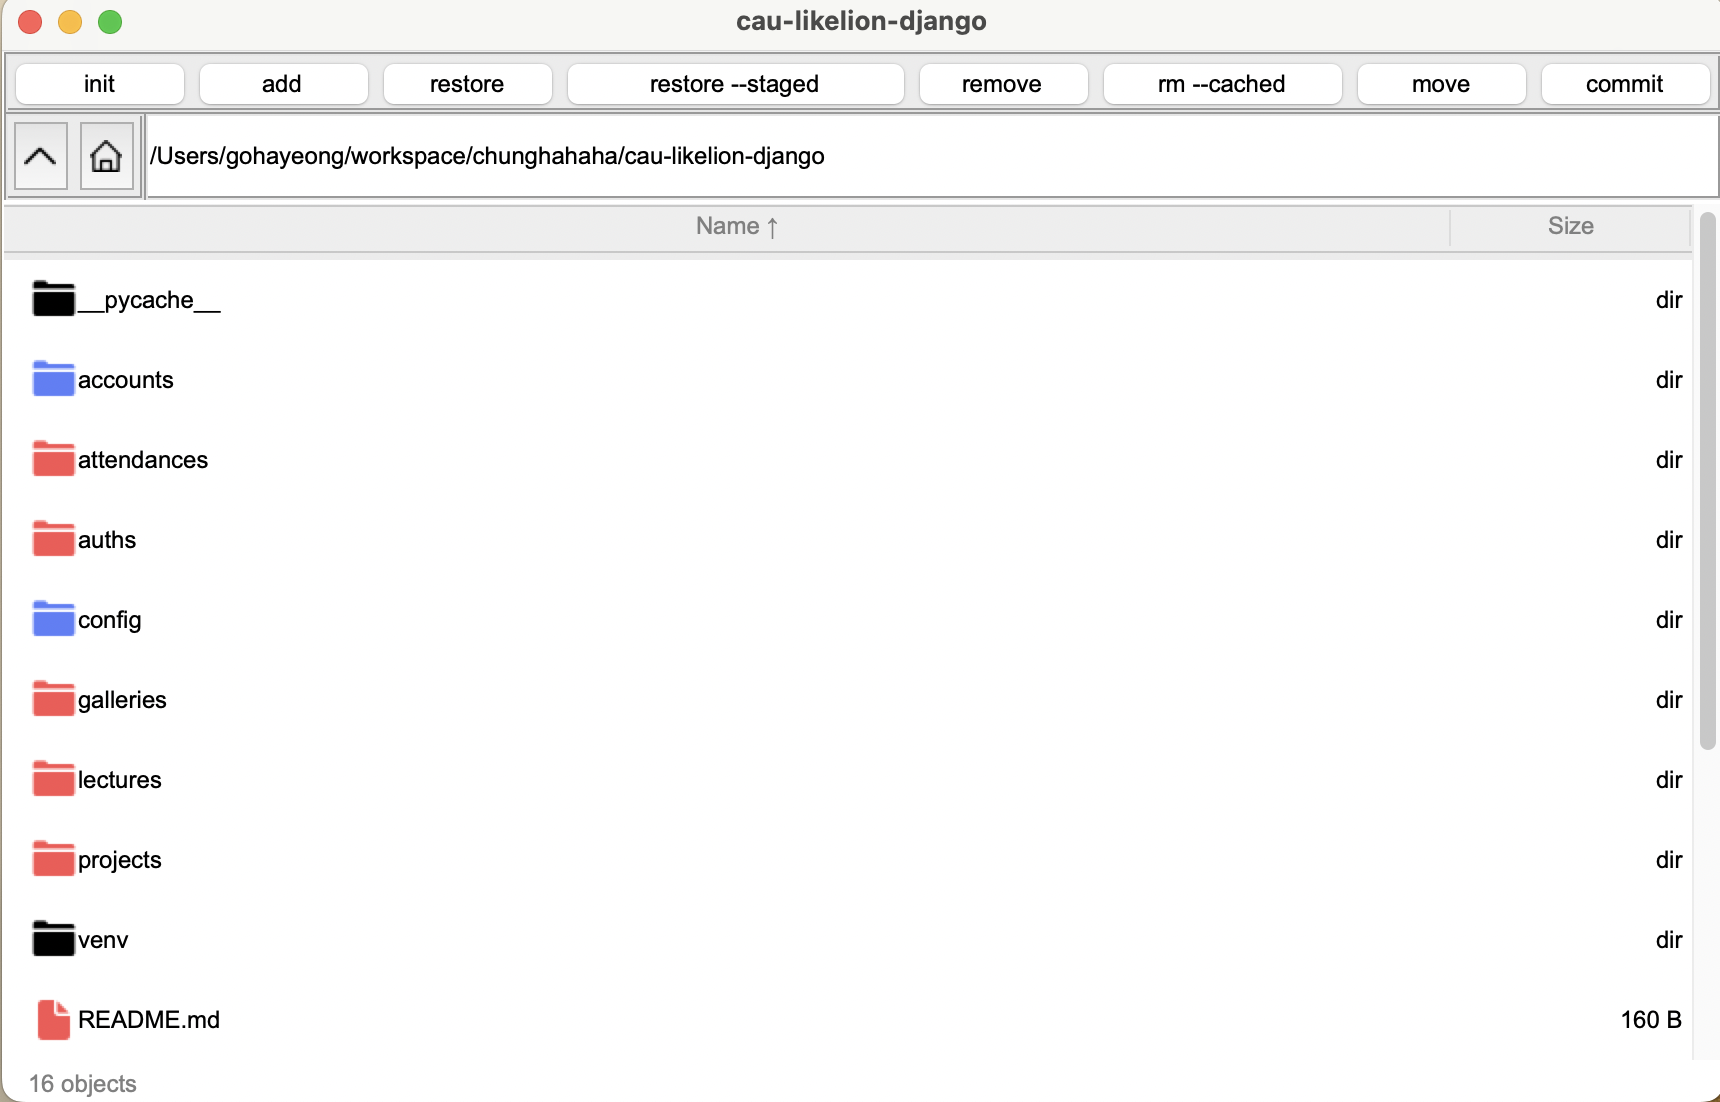 cau-likelion-django
init add restore restore --staged remove rm --cached move commit
/Users/gohayeong/workspace/chunghahaha/cau-likelion-django
Name ↑ Size
__pycache__ dir
accounts dir
attendances dir
auths dir
config dir
galleries dir
lectures dir
projects dir
venv dir
README.md 160 B
16 objects